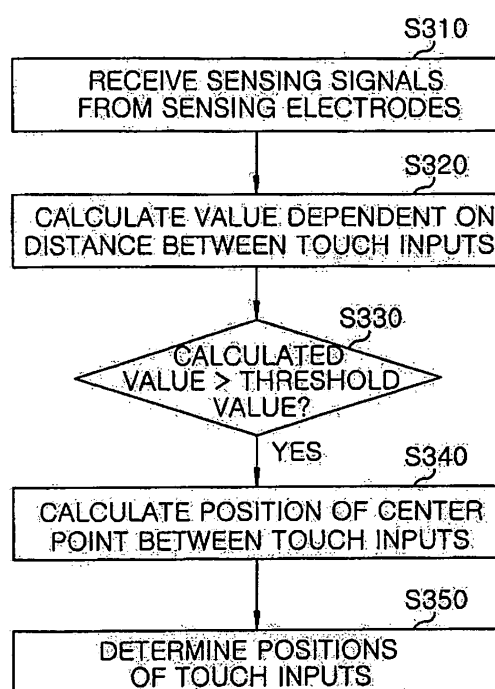 S310
RECEIVE SENSING SIGNALS
FROM SENSING ELECTRODES
S320
CALCULATE VALUE DEPENDENT ON
DISTANCE BETWEEN TOUCH INPUTS
S330
CALCULATED
VALUE > THRESHOLD
VALUE?
YES
S340
CALCULATE POSITION OF CENTER
POINT BETWEEN TOUCH INPUTS
S350
DETERMINE POSITIONS
OF TOUCH INPUTS